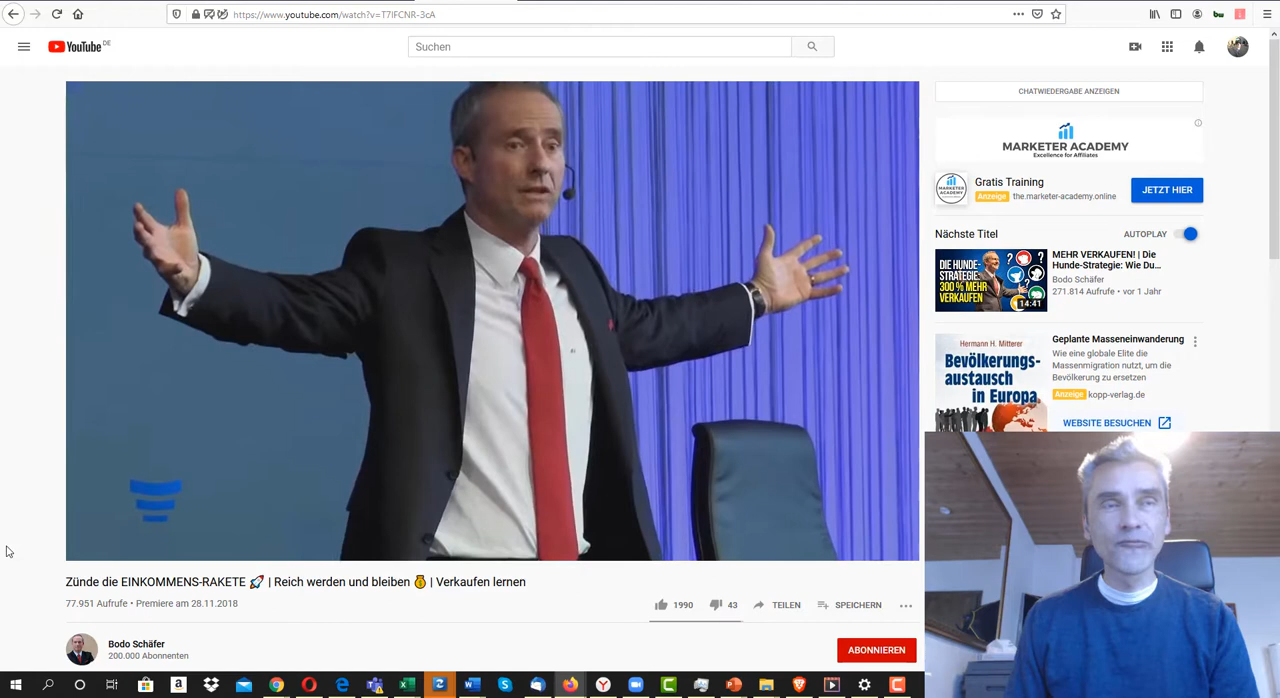 https://www.youtube.com/watch?v=T7lFCNR-3cA
YouTube DE
Suchen
CHATWIEDERGABE ANZEIGEN
MARKETER ACADEMY
Excellence for Affiliates
MARKETER ACADEMY
Gratis Training
Anzeige the.marketer-academy.online
JETZT HIER
Nächste Titel
AUTOPLAY
DIE HUNDE-
STRATEGIE:
300 % MEHR
VERKAUFEN
14:41
MEHR VERKAUFEN! | Die
Hunde-Strategie: Wie Du...
Bodo Schäfer
271.814 Aufrufe • vor 1 Jahr
Hermann H. Mitterer
Bevölkerungs-
austausch
in Europa
Geplante Masseneinwanderung
Wie eine globale Elite die
Massenmigration nutzt, um die
Bevölkerung zu ersetzen
Anzeige kopp-verlag.de
WEBSITE BESUCHEN
Zünde die EINKOMMENS-RAKETE 🚀 | Reich werden und bleiben 💰 | Verkaufen lernen
77.951 Aufrufe • Premiere am 28.11.2018
1990
43
TEILEN
SPEICHERN
Bodo Schäfer
200.000 Abonnenten
ABONNIEREN